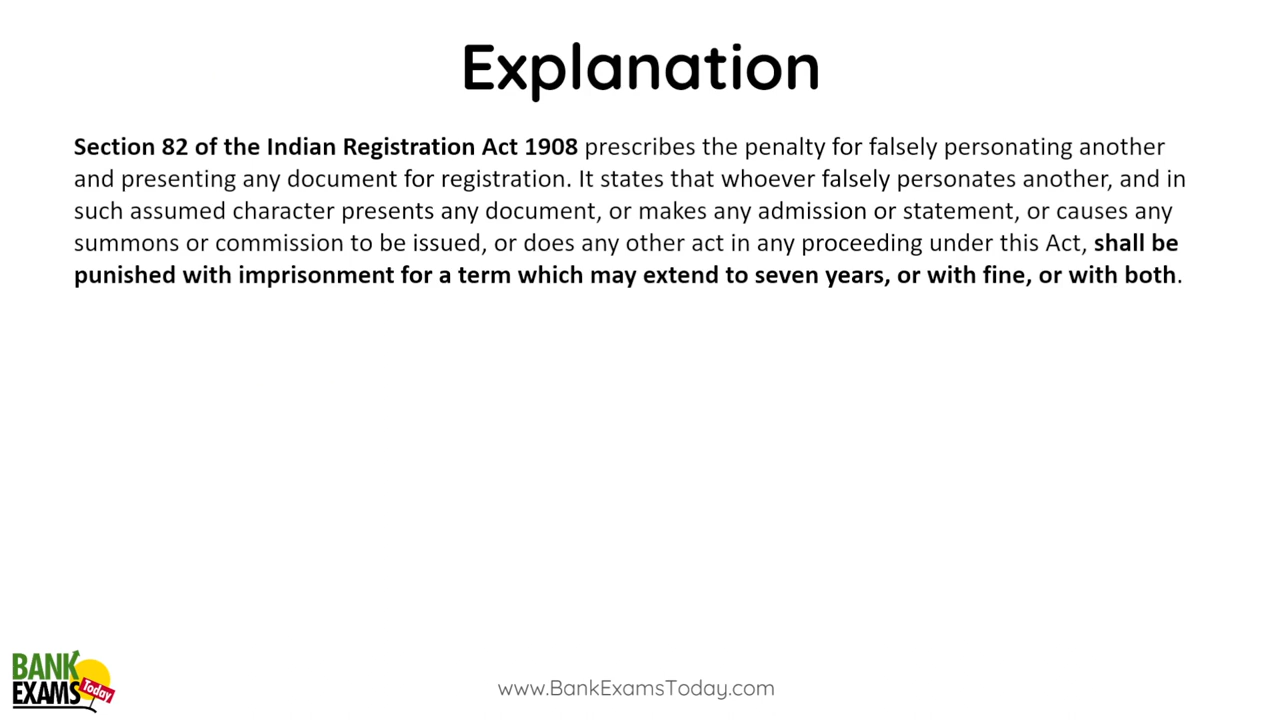 Explanation
Section 82 of the Indian Registration Act 1908 prescribes the penalty for falsely personating another
and presenting any document for registration. It states that whoever falsely personates another, and in
such assumed character presents any document, or makes any admission or statement, or causes any
summons or commission to be issued, or does any other act in any proceeding under this Act, shall be
punished with imprisonment for a term which may extend to seven years, or with fine, or with both.
BANK
EXAMS Today
www.BankExamsToday.com